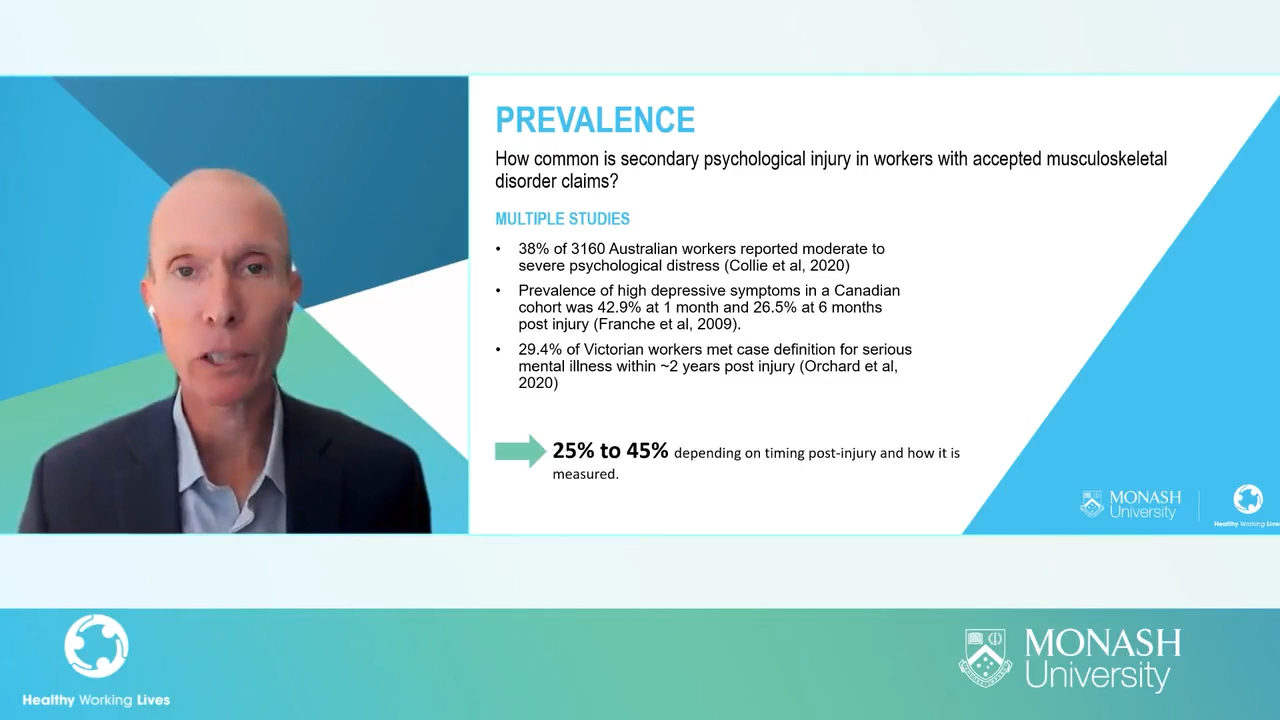 PREVALENCE
How common is secondary psychological injury in workers with accepted musculoskeletal
disorder claims?
MULTIPLE STUDIES
• 38% of 3160 Australian workers reported moderate to
severe psychological distress (Collie et al, 2020)
• Prevalence of high depressive symptoms in a Canadian
cohort was 42.9% at 1 month and 26.5% at 6 months
post injury (Franche et al, 2009).
• 29.4% of Victorian workers met case definition for serious
mental illness within ~2 years post injury (Orchard et al,
2020)
25% to 45% depending on timing post-injury and how it is
measured.
MONASH
University
Healthy Working Lives
Healthy Working Lives
MONASH
University